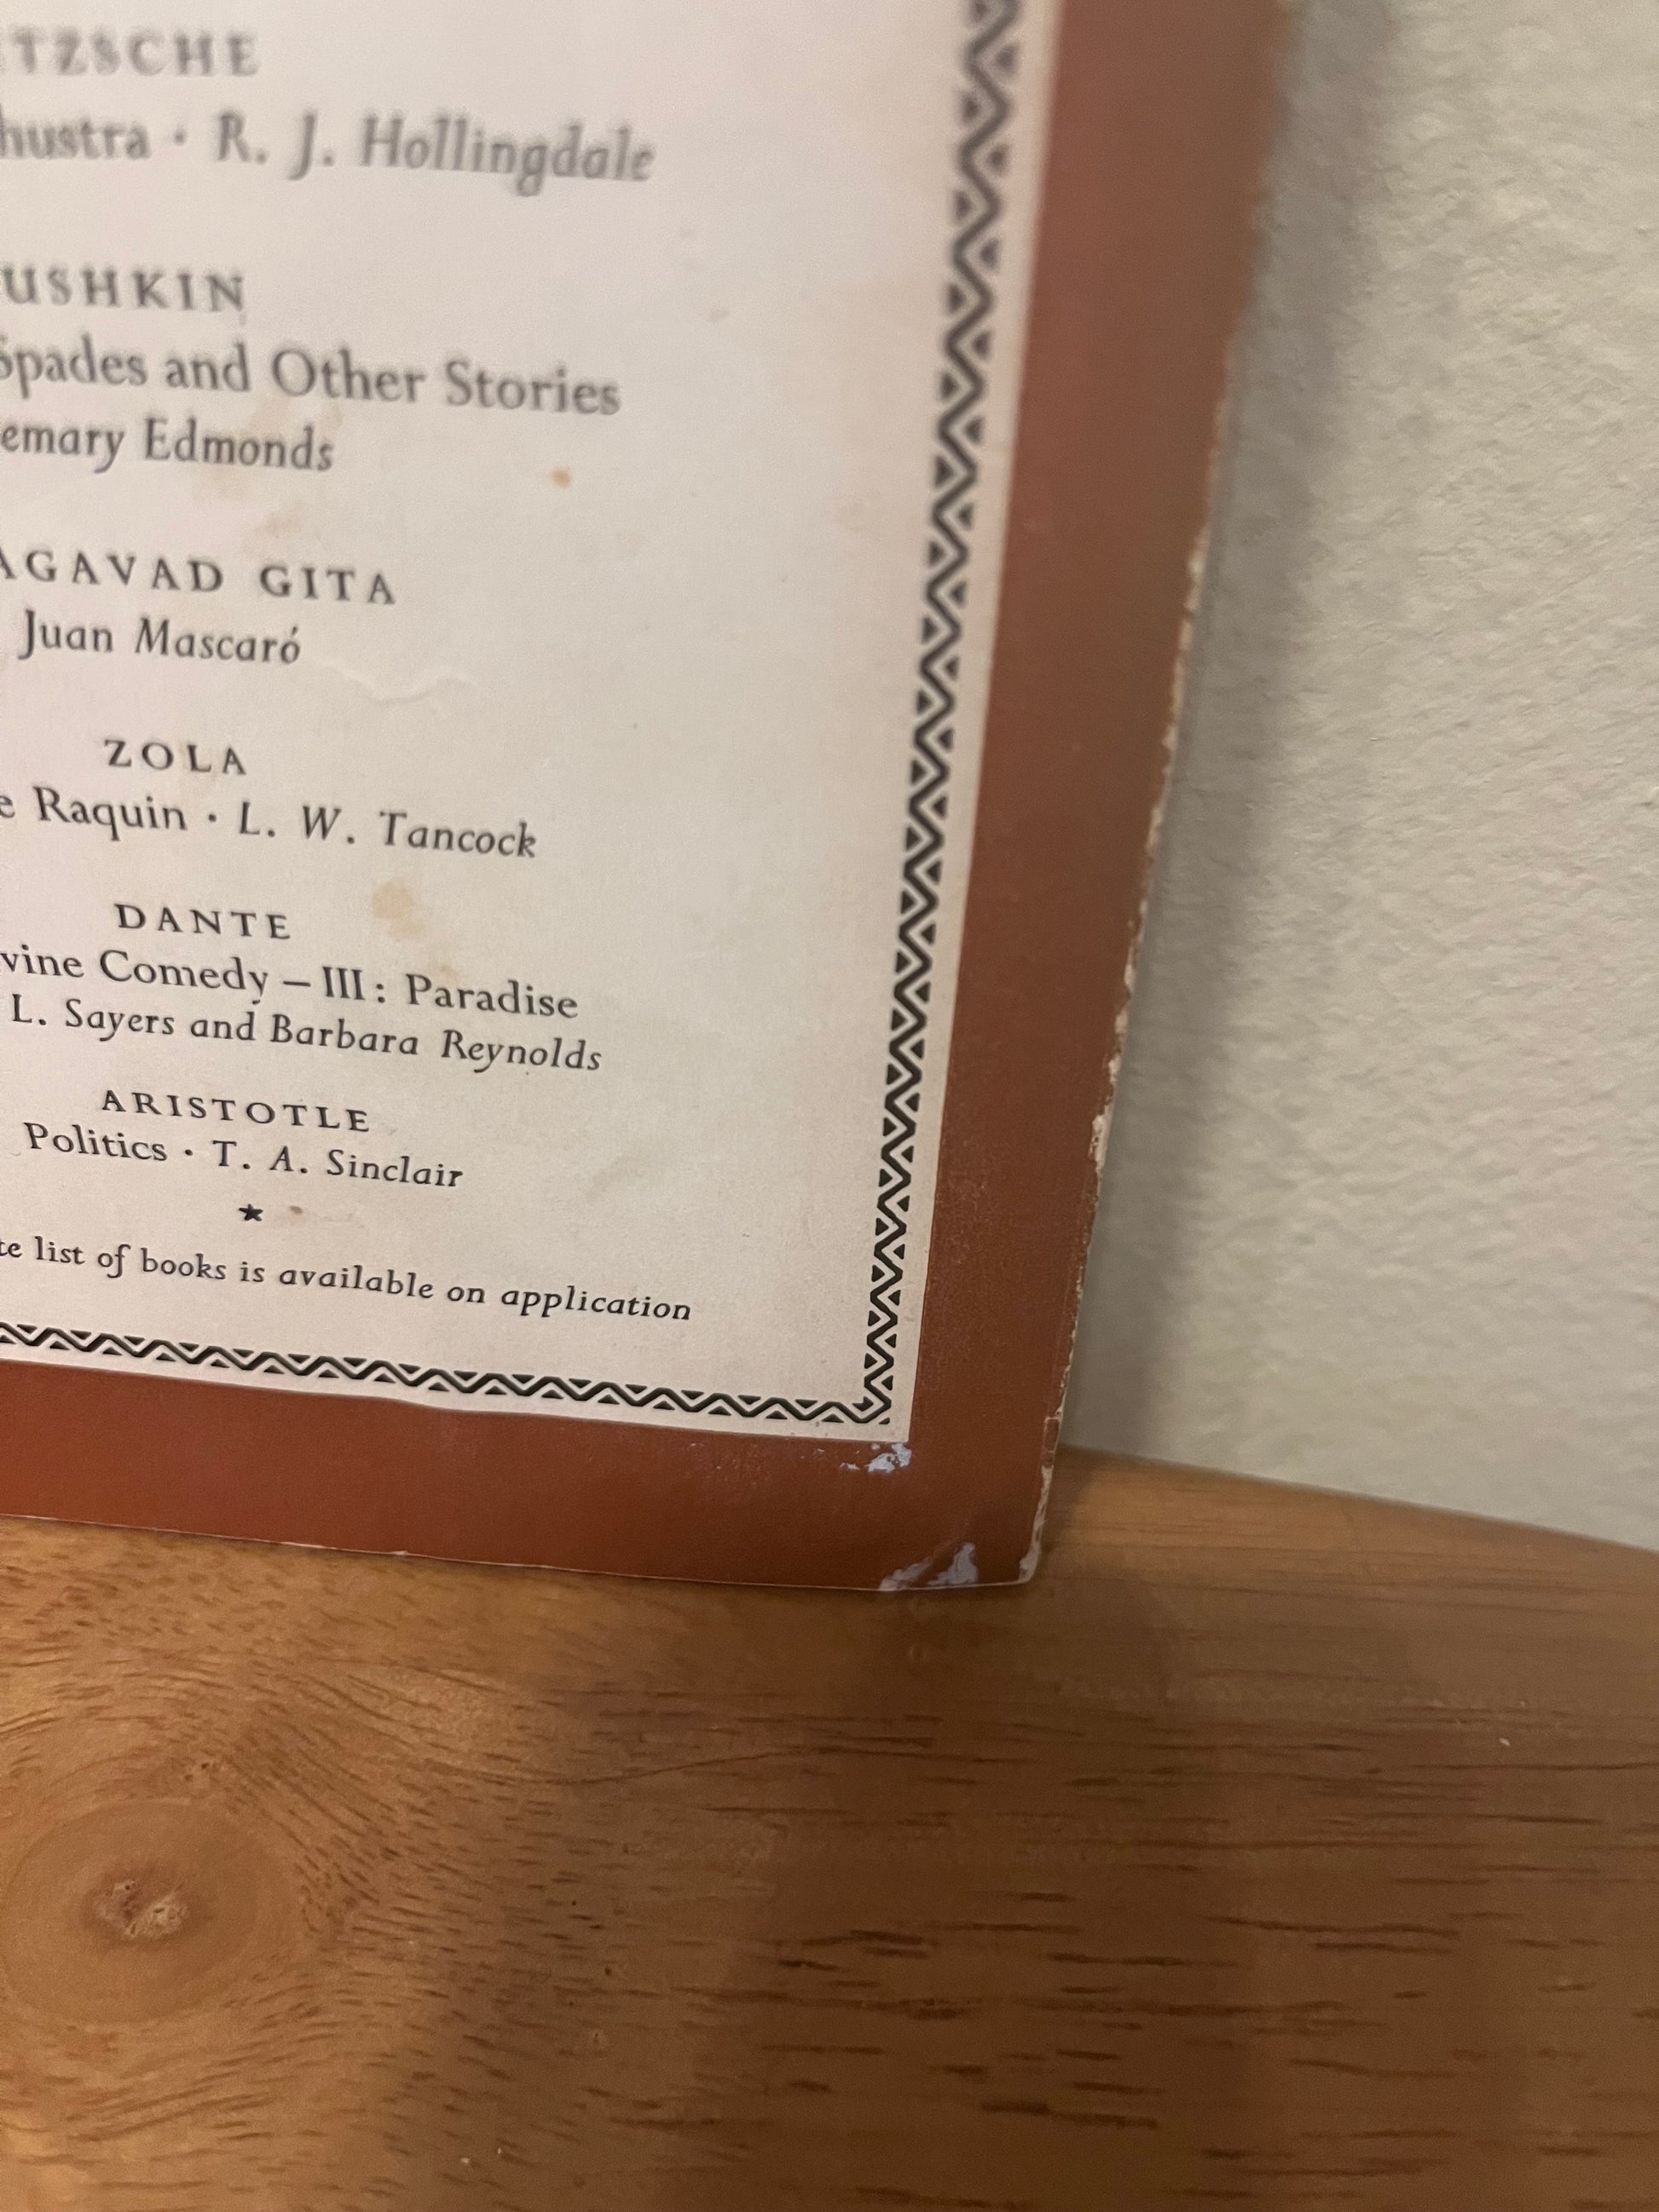 TZSCHE
hustra · R. J. Hollingdale
USHKIN
Spades and Other Stories
emary Edmonds
AGAVAD GITA
Juan Mascaró
ZOLA
e Raquin · L. W. Tancock
DANTE
vine Comedy – III: Paradise
L. Sayers and Barbara Reynolds
ARISTOTLE
Politics · T. A. Sinclair
★
te list of books is available on application